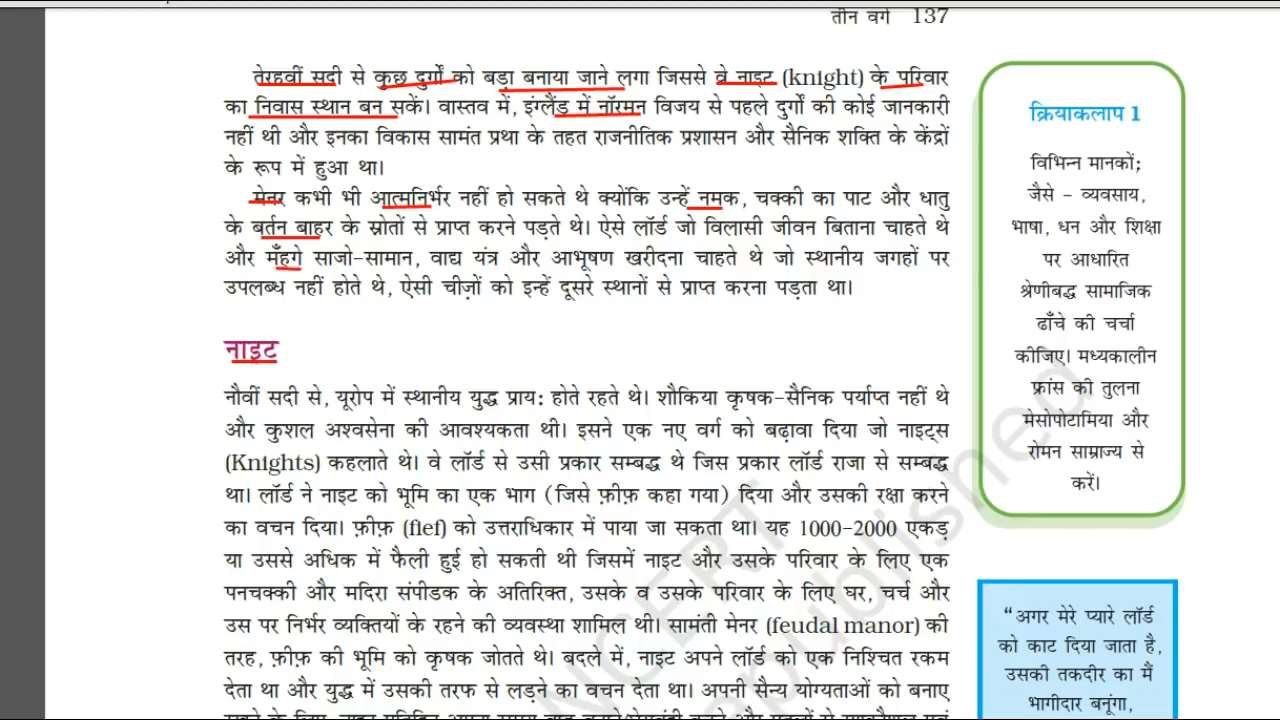 तीन वर्ग 137
तेरहवीं सदी से कुछ दुर्गों को बड़ा बनाया जाने लगा जिससे वे नाइट (knight) के परिवार
का निवास स्थान बन सकें। वास्तव में, इंग्लैंड में नॉरमन विजय से पहले दुर्गों की कोई जानकारी
नहीं थी और इनका विकास सामंत प्रथा के तहत राजनीतिक प्रशासन और सैनिक शक्ति के केंद्रों
के रूप में हुआ था।
मेनर कभी भी आत्मनिर्भर नहीं हो सकते थे क्योंकि उन्हें नमक, चक्की का पाट और धातु
के बर्तन बाहर के स्रोतों से प्राप्त करने पड़ते थे। ऐसे लॉर्ड जो विलासी जीवन बिताना चाहते थे
और मँहगे साजो-सामान, वाद्य यंत्र और आभूषण खरीदना चाहते थे जो स्थानीय जगहों पर
उपलब्ध नहीं होते थे, ऐसी चीज़ों को इन्हें दूसरे स्थानों से प्राप्त करना पड़ता था।
नाइट
नौवीं सदी से, यूरोप में स्थानीय युद्ध प्राय: होते रहते थे। शौकिया कृषक-सैनिक पर्याप्त नहीं थे
और कुशल अश्वसेना की आवश्यकता थी। इसने एक नए वर्ग को बढ़ावा दिया जो नाइट्स
(Knights) कहलाते थे। वे लॉर्ड से उसी प्रकार सम्बद्ध थे जिस प्रकार लॉर्ड राजा से सम्बद्ध
था। लॉर्ड ने नाइट को भूमि का एक भाग (जिसे फ़ीफ़ कहा गया) दिया और उसकी रक्षा करने
का वचन दिया। फ़ीफ़ (fief) को उत्तराधिकार में पाया जा सकता था। यह 1000-2000 एकड़
या उससे अधिक में फैली हुई हो सकती थी जिसमें नाइट और उसके परिवार के लिए एक
पनचक्की और मदिरा संपीडक के अतिरिक्त, उसके व उसके परिवार के लिए घर, चर्च और
उस पर निर्भर व्यक्तियों के रहने की व्यवस्था शामिल थी। सामंती मेनर (feudal manor) की
तरह, फ़ीफ़ की भूमि को कृषक जोतते थे। बदले में, नाइट अपने लॉर्ड को एक निश्चित रकम
देता था और युद्ध में उसकी तरफ से लड़ने का वचन देता था। अपनी सैन्य योग्यताओं को बनाए
क्रियाकलाप 1
विभिन्न मानकों;
जैसे – व्यवसाय,
भाषा, धन और शिक्षा
पर आधारित
श्रेणीबद्ध सामाजिक
ढाँचे की चर्चा
कीजिए। मध्यकालीन
फ्रांस की तुलना
मेसोपोटामिया और
रोमन साम्राज्य से
करें।
“अगर मेरे प्यारे लॉर्ड
को काट दिया जाता है,
उसकी तकदीर का मैं
भागीदार बनूंगा,
NCERT
published